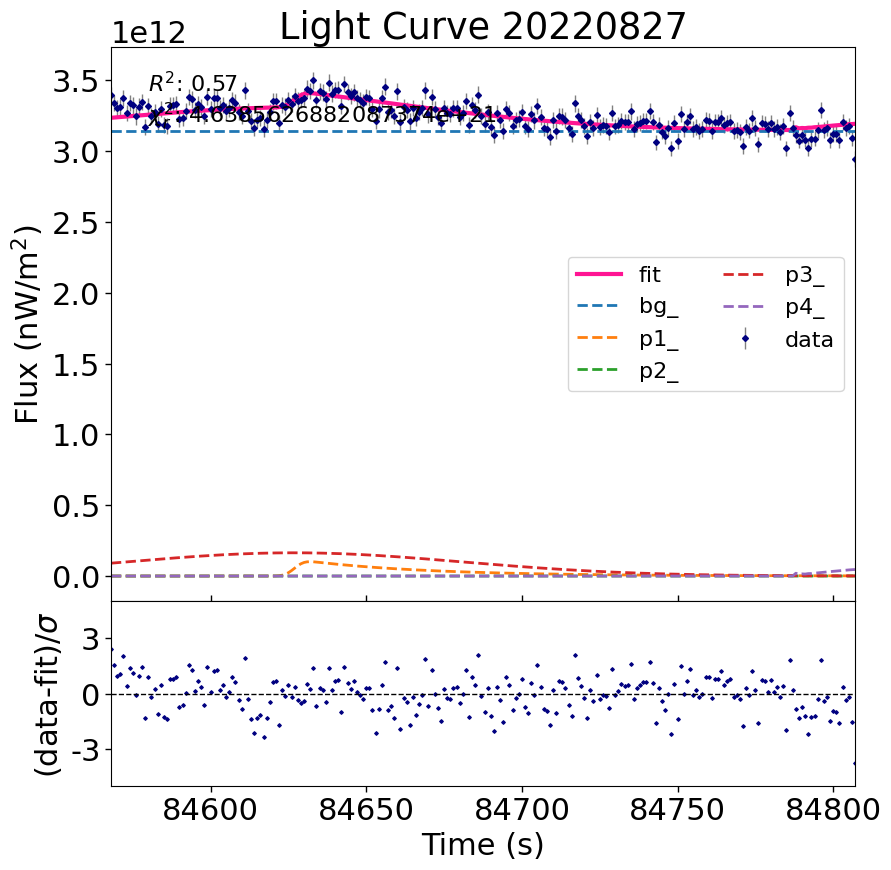 Light Curve 20220827
1e12
R²: 0.57
3.5
3.0
2.5
2.0
1.5
1.0
0.5
0.0
Flux (nW/m²)
fit
bg_
p1_
p2_
p3_
p4_
data
3
0
-3
(data-fit)/σ
84600 84650 84700 84750 84800
Time (s)